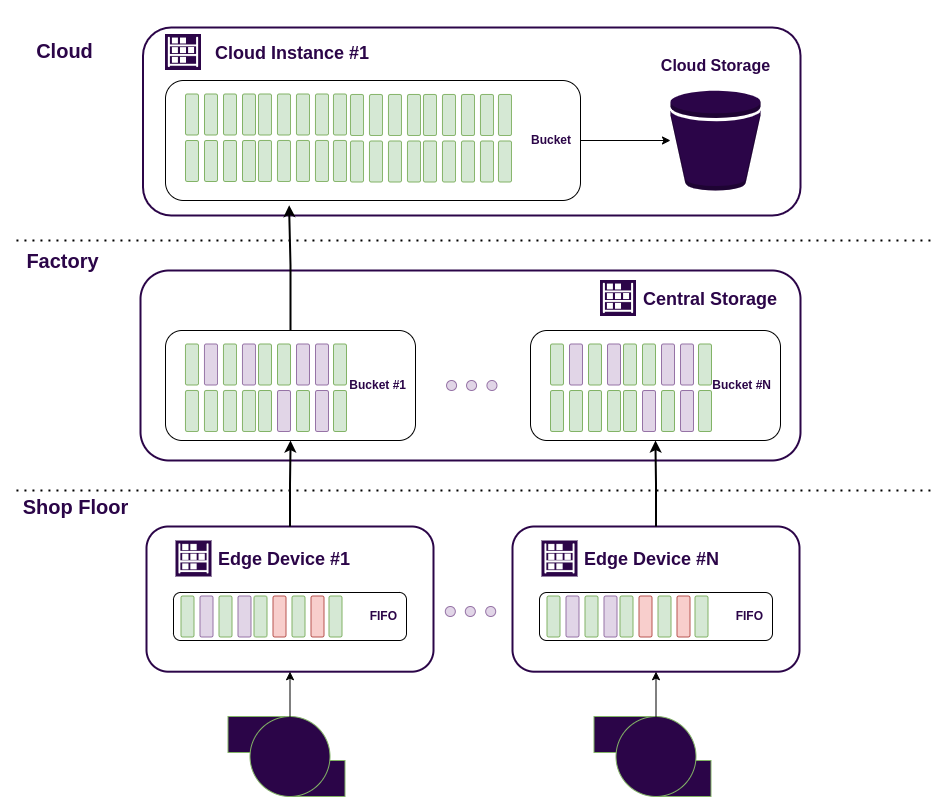 Cloud
Cloud Instance #1
Cloud Storage
Bucket
Factory
Central Storage
Bucket #1
Bucket #N
Shop Floor
Edge Device #1
Edge Device #N
FIFO
FIFO